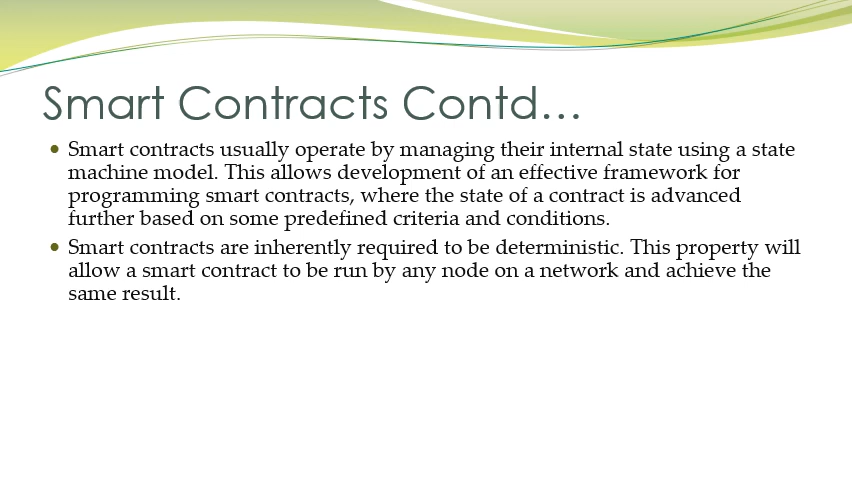 Smart Contracts Contd…
• Smart contracts usually operate by managing their internal state using a state
machine model. This allows development of an effective framework for
programming smart contracts, where the state of a contract is advanced
further based on some predefined criteria and conditions.
• Smart contracts are inherently required to be deterministic. This property will
allow a smart contract to be run by any node on a network and achieve the
same result.